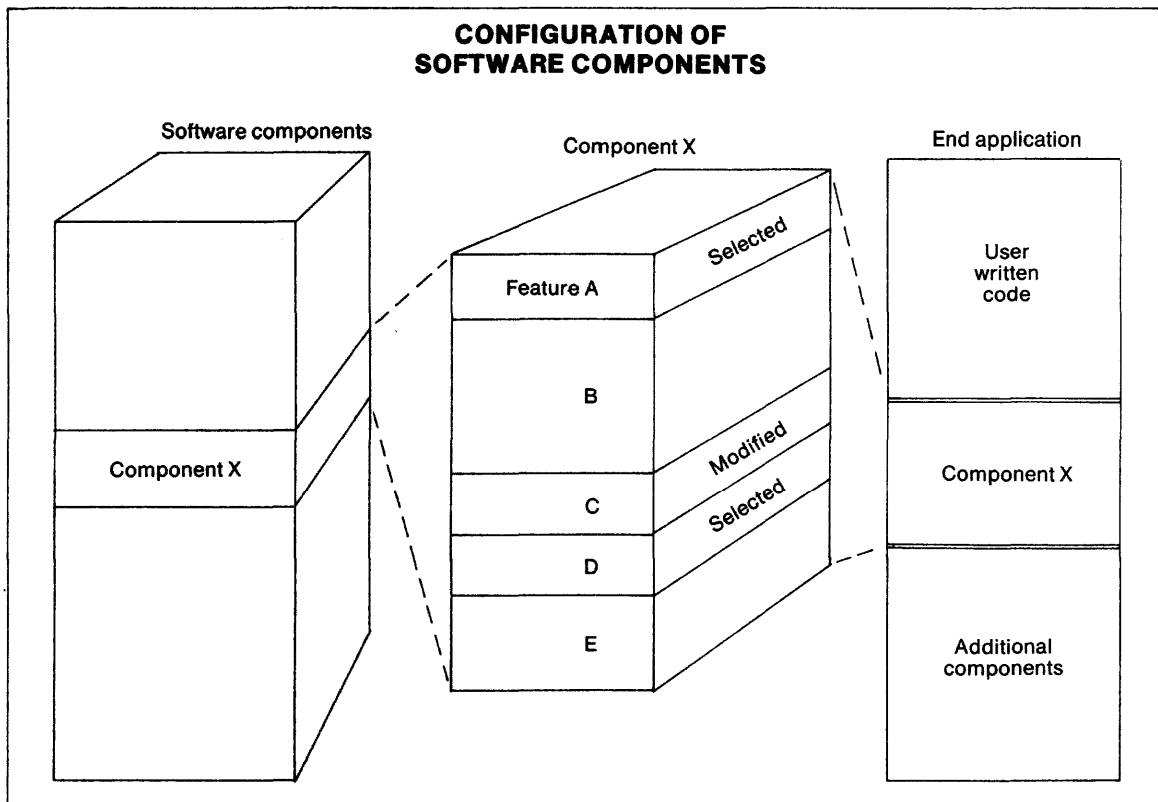 CONFIGURATION OF
SOFTWARE COMPONENTS
Software components
Component X
Component X
Feature A
Selected
B
C
Modified
D
Selected
E
End application
User
written
code
Component X
Additional
components